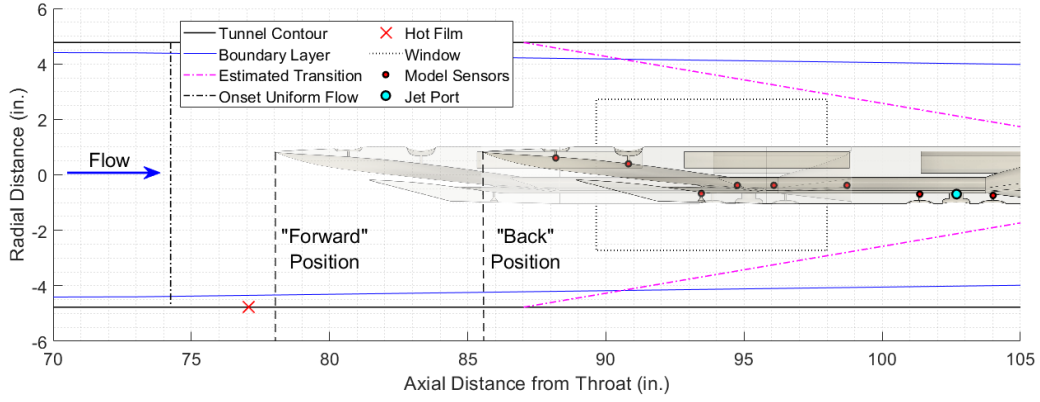 6
4
2
0
-2
-4
-6
Radial Distance (in.)
Tunnel Contour
Boundary Layer
Estimated Transition
Onset Uniform Flow
Hot Film
Window
Model Sensors
Jet Port
Flow
"Forward"
Position
"Back"
Position
70 75 80 85 90 95 100 105
Axial Distance from Throat (in.)